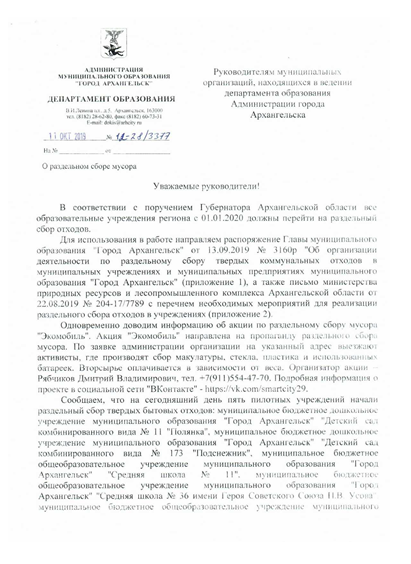 АДМИНИСТРАЦИЯ
МУНИЦИПАЛЬНОГО ОБРАЗОВАНИЯ
"ГОРОД АРХАНГЕЛЬСК"
ДЕПАРТАМЕНТ ОБРАЗОВАНИЯ
В.И.Ленина пл., д.5, Архангельск, 163000
тел. (8182) 28-62-80, факс (8182) 60-73-31
E-mail: dokis@arhcity.ru
17 ОКТ 2019 №
На № от
О раздельном сборе мусора
Руководителям муниципальных
организаций, находящихся в ведении
департамента образования
Администрации города
Архангельска
Уважаемые руководители!
В соответствии с поручением Губернатора Архангельской области все
образовательные учреждения региона с 01.01.2020 должны перейти на раздельный
сбор отходов.
Для использования в работе направляем распоряжение Главы муниципального
образования "Город Архангельск" от 13.09.2019 № 3160р "Об организации
деятельности по раздельному сбору твердых коммунальных отходов в
муниципальных учреждениях и муниципальных предприятиях муниципального
образования "Город Архангельск" (приложение 1), а также письмо министерства
природных ресурсов и лесопромышленного комплекса Архангельской области от
22.08.2019 № 204-17/7789 с перечнем необходимых мероприятий для реализации
раздельного сбора отходов в учреждении (приложение 2).
Одновременно доводим информацию об акции по раздельному сбору мусора
"Экомобиль". Акция "Экомобиль" направлена на пропаганду раздельного сбора
мусора. По заявке администрации организации на указанный адрес выезжают
активисты, где производят сбор макулатуры, стекла, пластика и использованных
батареек. Вторсырье оплачивается в зависимости от веса. Организатор акции –
Рябчиков Дмитрий Владимирович, тел. +7(911)554-47-70. Подробная информация о
проекте в социальной сети "ВКонтакте" - https://vk.com/smartcity29.
Сообщаем, что на сегодняшний день пять пилотных учреждений начали
раздельный сбор твердых бытовых отходов: муниципальное бюджетное дошкольное
учреждение муниципального образования "Город Архангельск" "Детский сад
комбинированного вида № 11 "Полянка", муниципальное бюджетное дошкольное
учреждение муниципального образования "Город Архангельск" "Детский сад
комбинированного вида № 173 "Подснежник", муниципальное бюджетное
общеобразовательное учреждение муниципального образования "Город
Архангельск" "Средняя школа № 11", муниципальное бюджетное
общеобразовательное учреждение муниципального образования "Город
Архангельск" "Средняя школа № 36 имени Героя Советского Союза П.В. Усова"
муниципальное бюджетное общеобразовательное учреждение муниципального